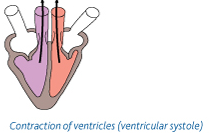 Contraction of ventricles (ventricular systole)